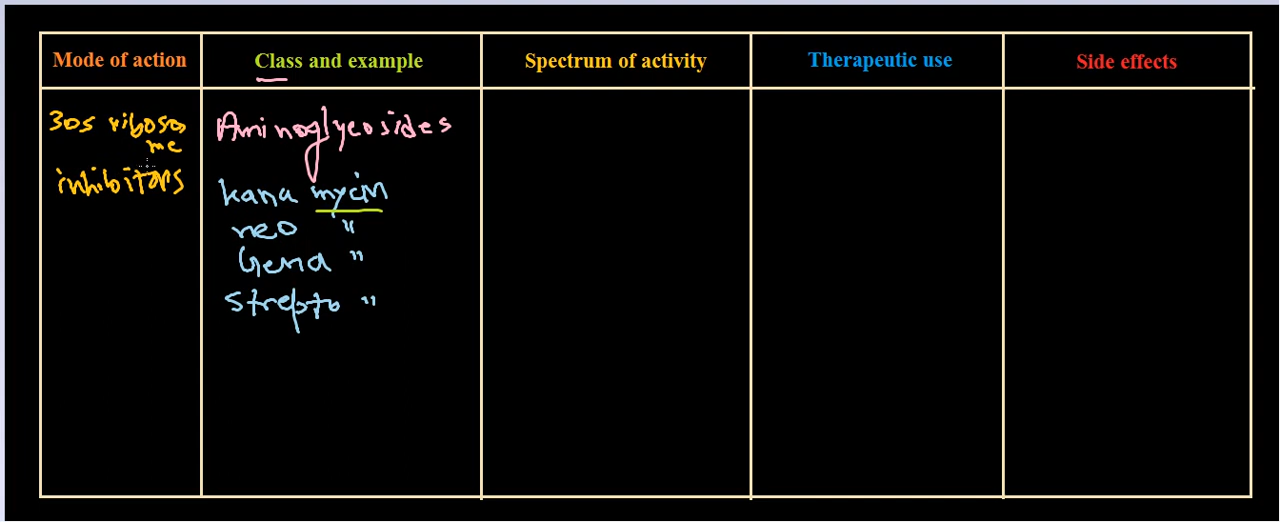 Mode of action
Class and example
Spectrum of activity
Therapeutic use
Side effects
30s riboso
me
inhibitors
Aminoglycosides
kana mycin
neo "
Gena "
strepto "